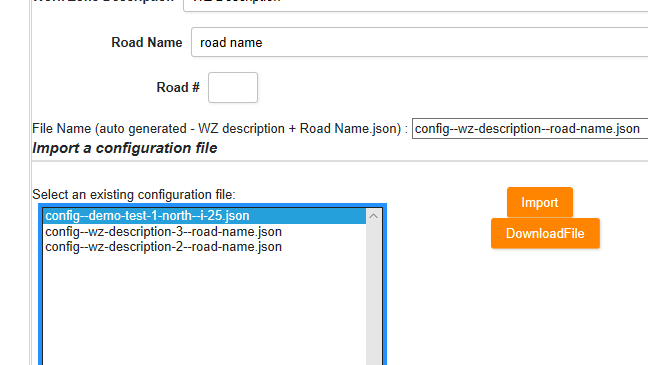 Road Name road name
Road #
File Name (auto generated - WZ description + Road Name.json) : config--wz-description--road-name.json
Import a configuration file
Select an existing configuration file:
config--demo-test-1-north--i-25.json
config--wz-description-3--road-name.json
config--wz-description-2--road-name.json
Import
DownloadFile